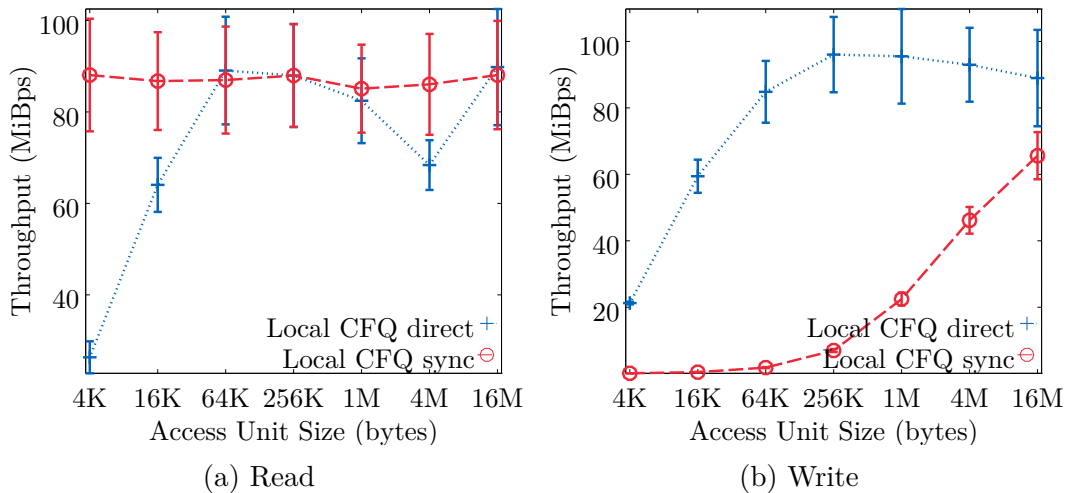 100
80
60
40
Throughput (MiBps)
Local CFQ direct
Local CFQ sync
4K 16K 64K 256K 1M 4M 16M
Access Unit Size (bytes)
(a) Read
100
80
60
40
20
Throughput (MiBps)
Local CFQ direct
Local CFQ sync
4K 16K 64K 256K 1M 4M 16M
Access Unit Size (bytes)
(b) Write